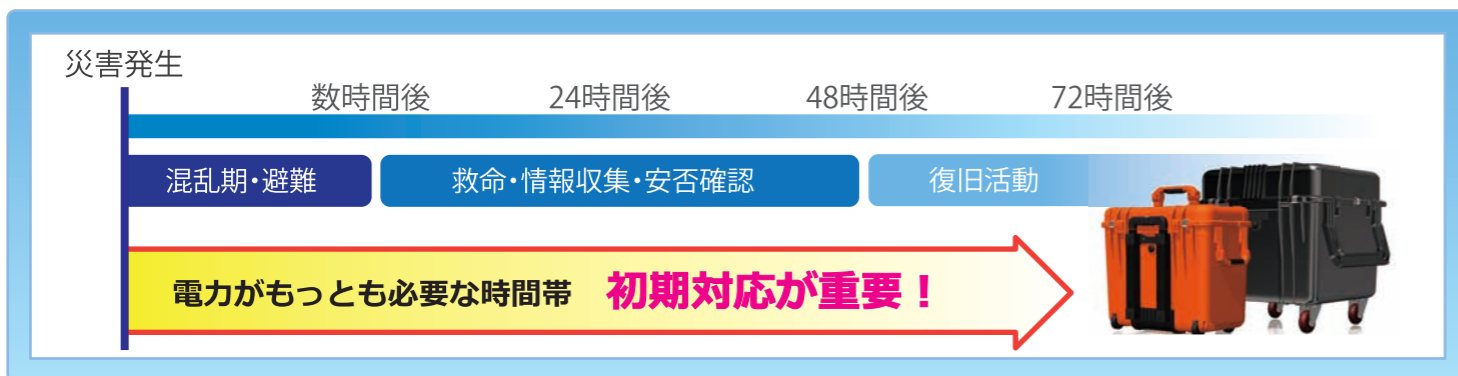 災害発生
数時間後 24時間後 48時間後 72時間後
混乱期・避難 救命・情報収集・安否確認 復旧活動
電力がもっとも必要な時間帯 初期対応が重要！